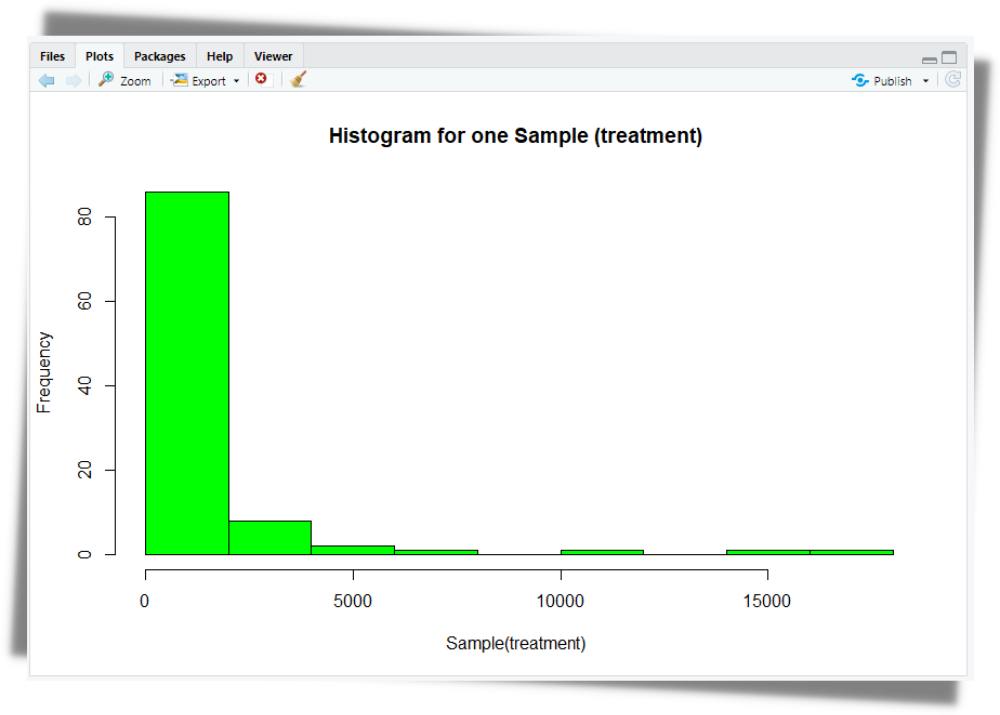 Files Plots Packages Help Viewer
Zoom Export Publish
Histogram for one Sample (treatment)
Frequency
80
60
40
20
0
0 5000 10000 15000
Sample(treatment)